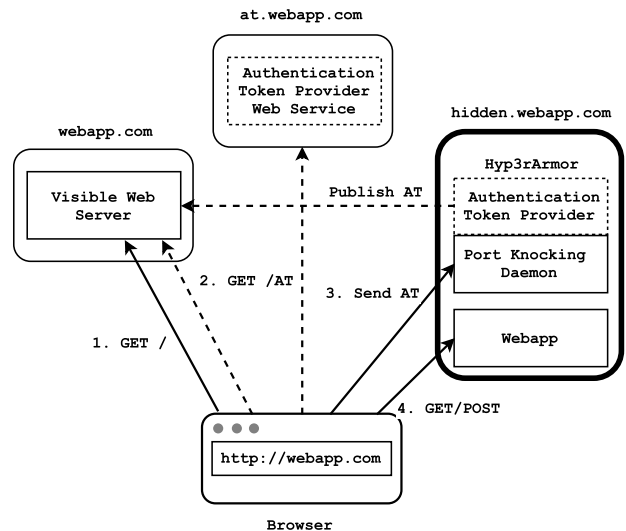 at.webapp.com
Authentication
Token Provider
Web Service
hidden.webapp.com
webapp.com
Hyp3rArmor
Visible Web
Server
Publish AT
Authentication
Token Provider
Port Knocking
Daemon
2. GET /AT
3. Send AT
1. GET /
Webapp
4. GET/POST
http://webapp.com
Browser